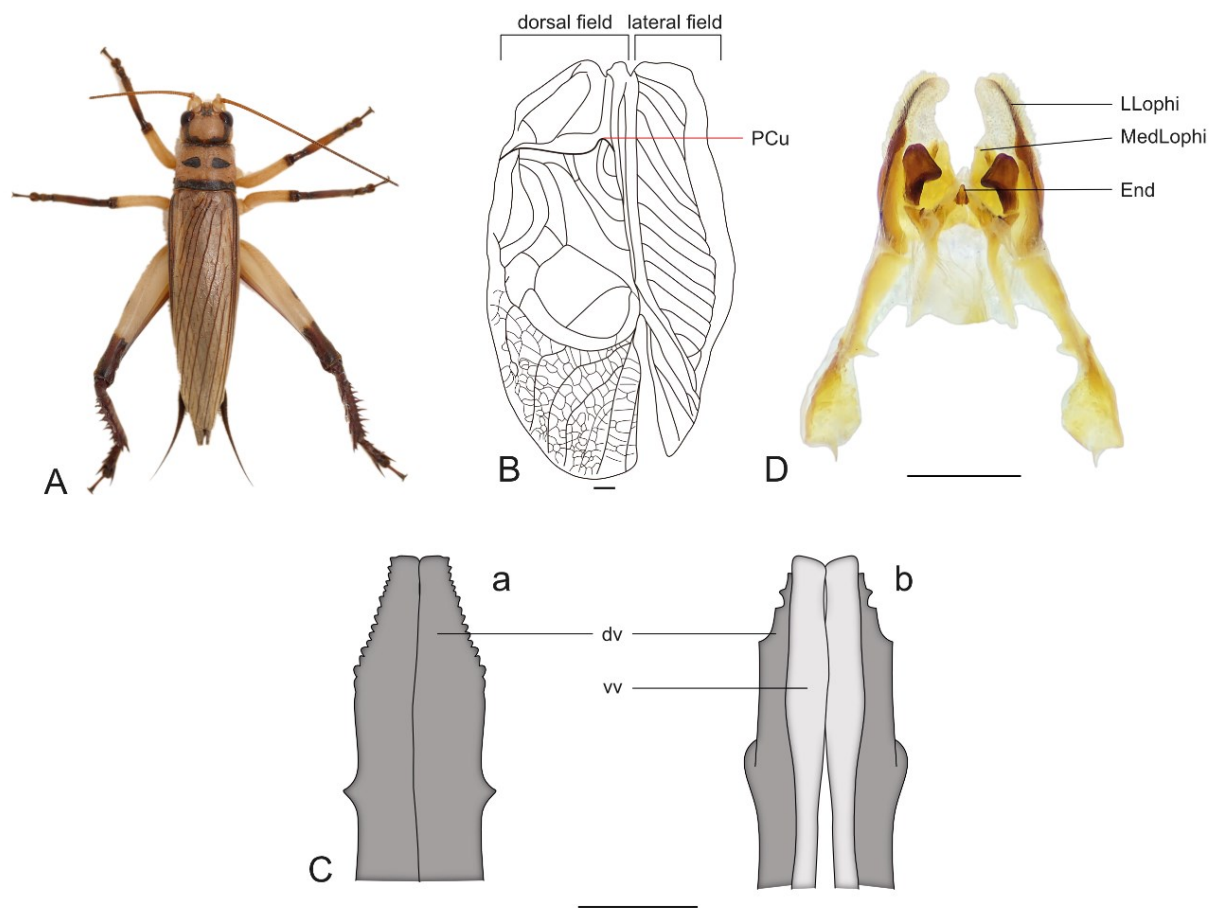 dorsal field lateral field
PCu
LLophi
MedLophi
End
A
B
D
a
b
dv
vv
C